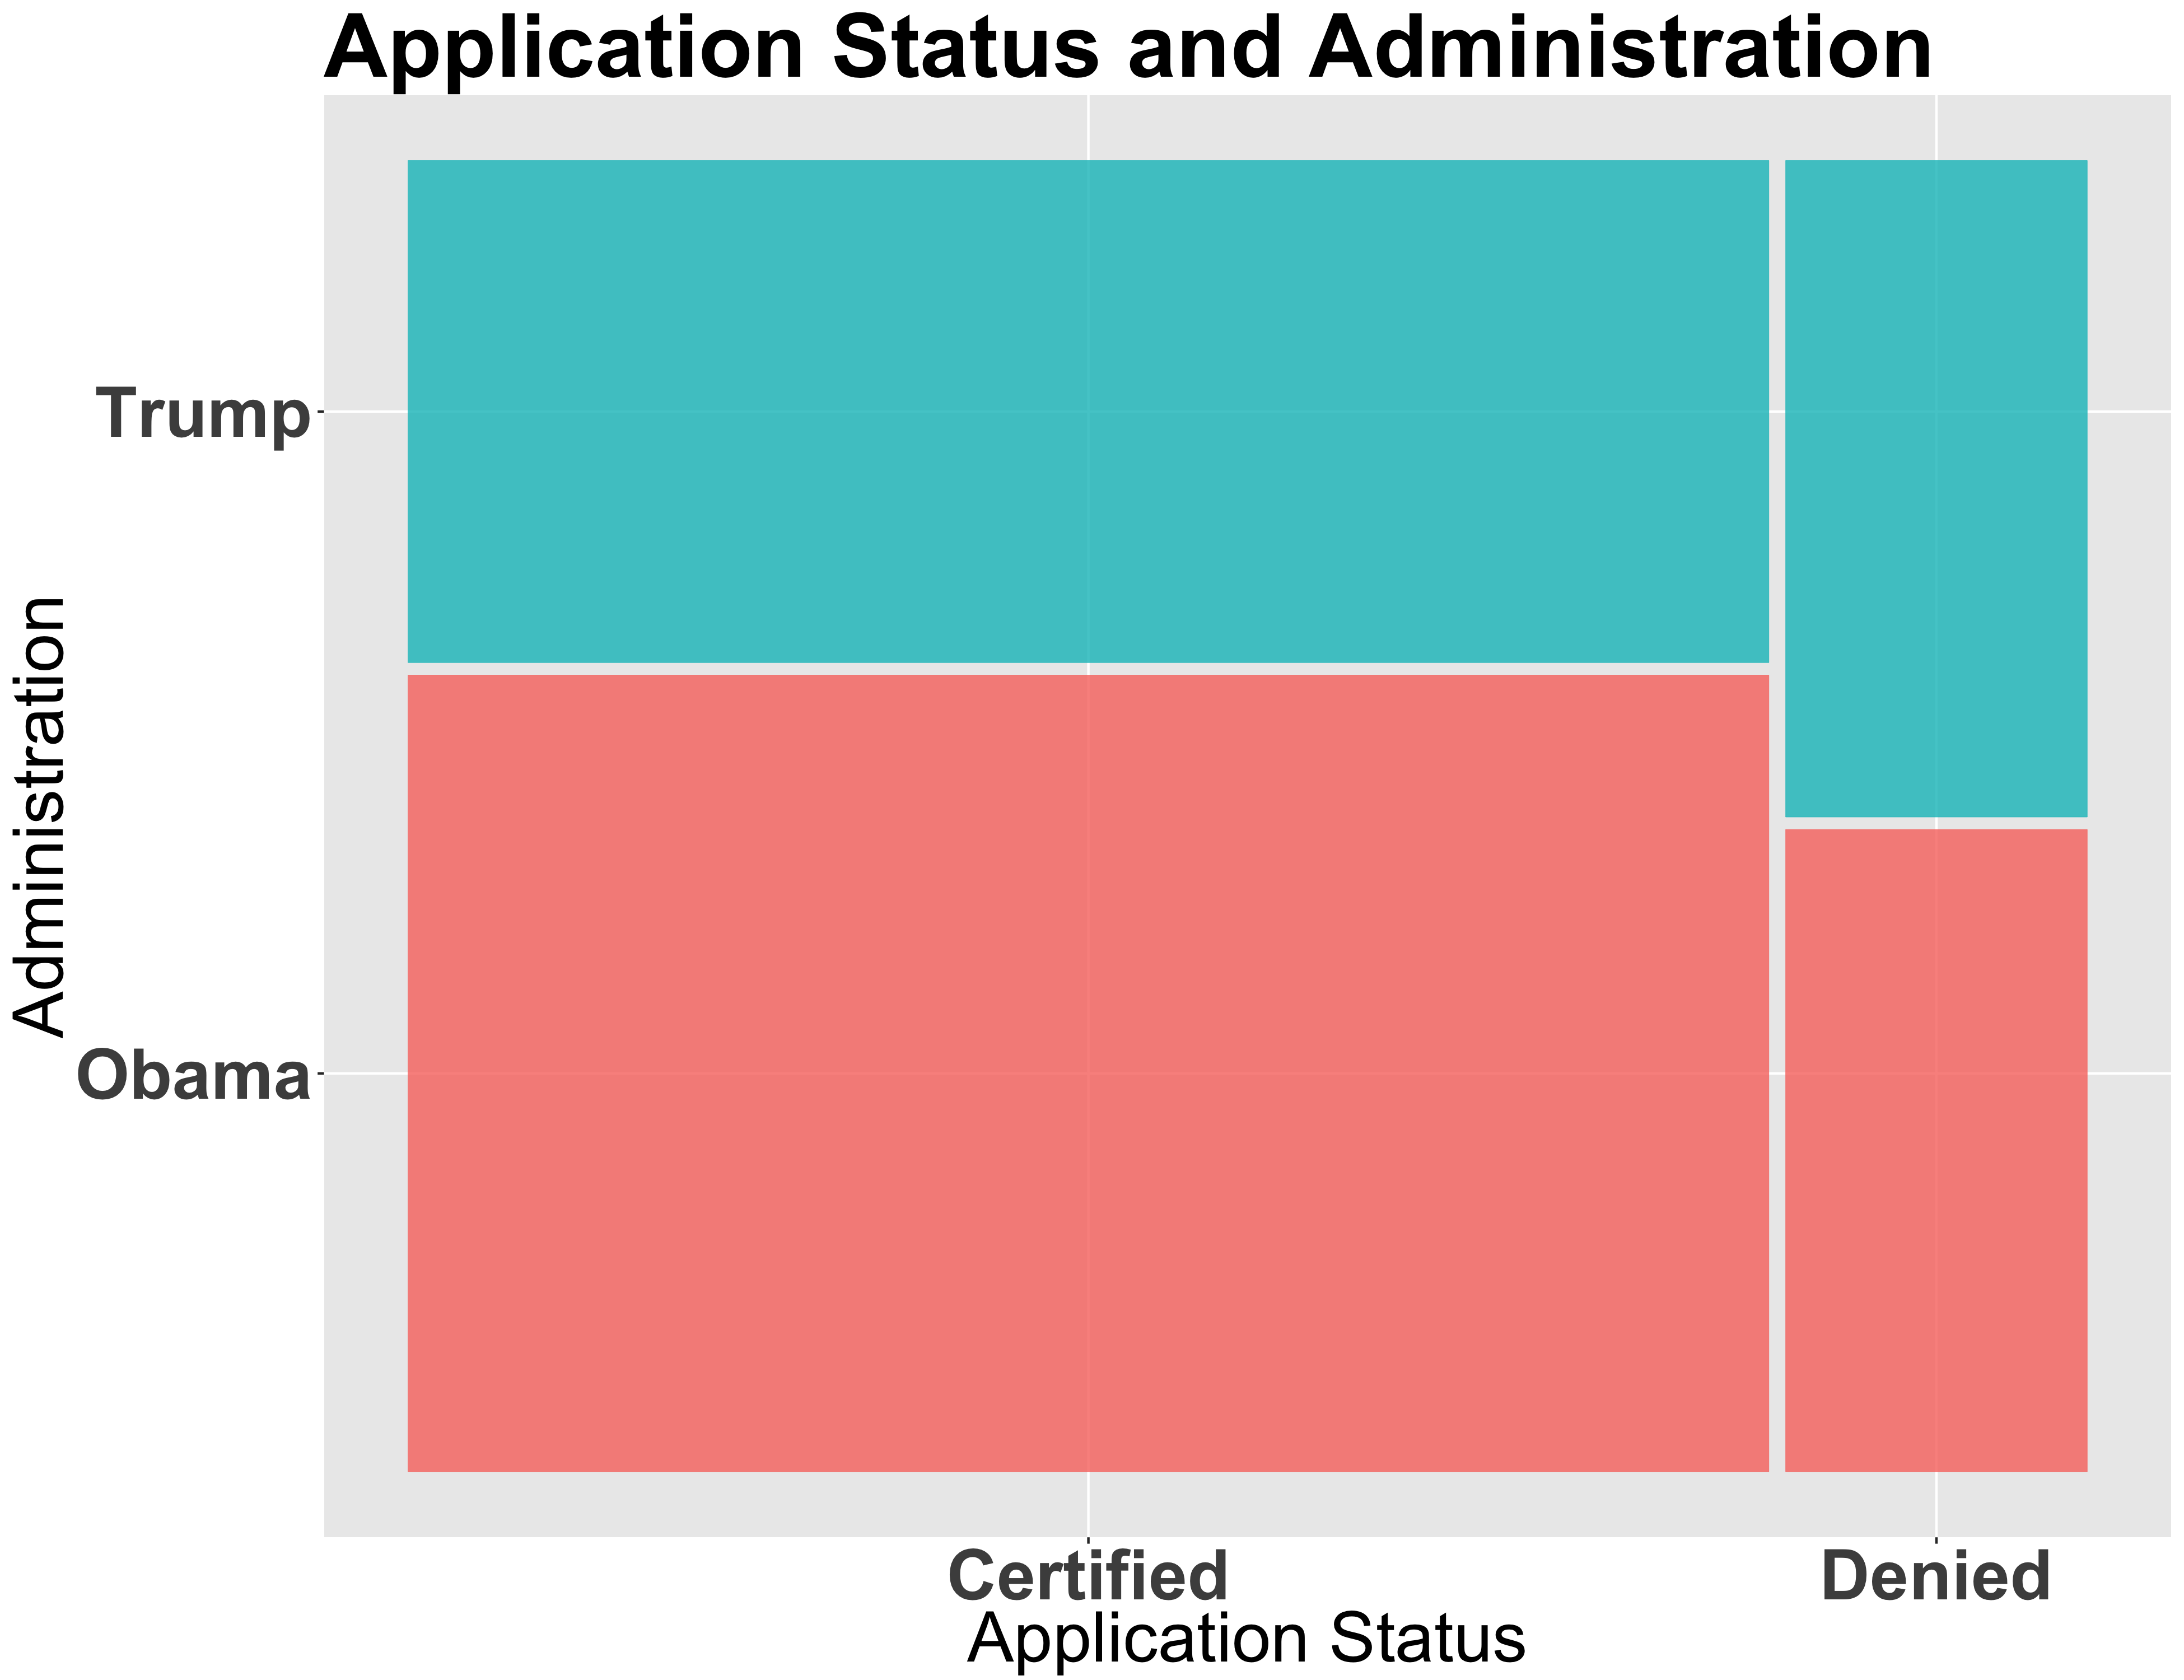 Application Status and Administration
Trump
Administration
Obama
Certified
Denied
Application Status